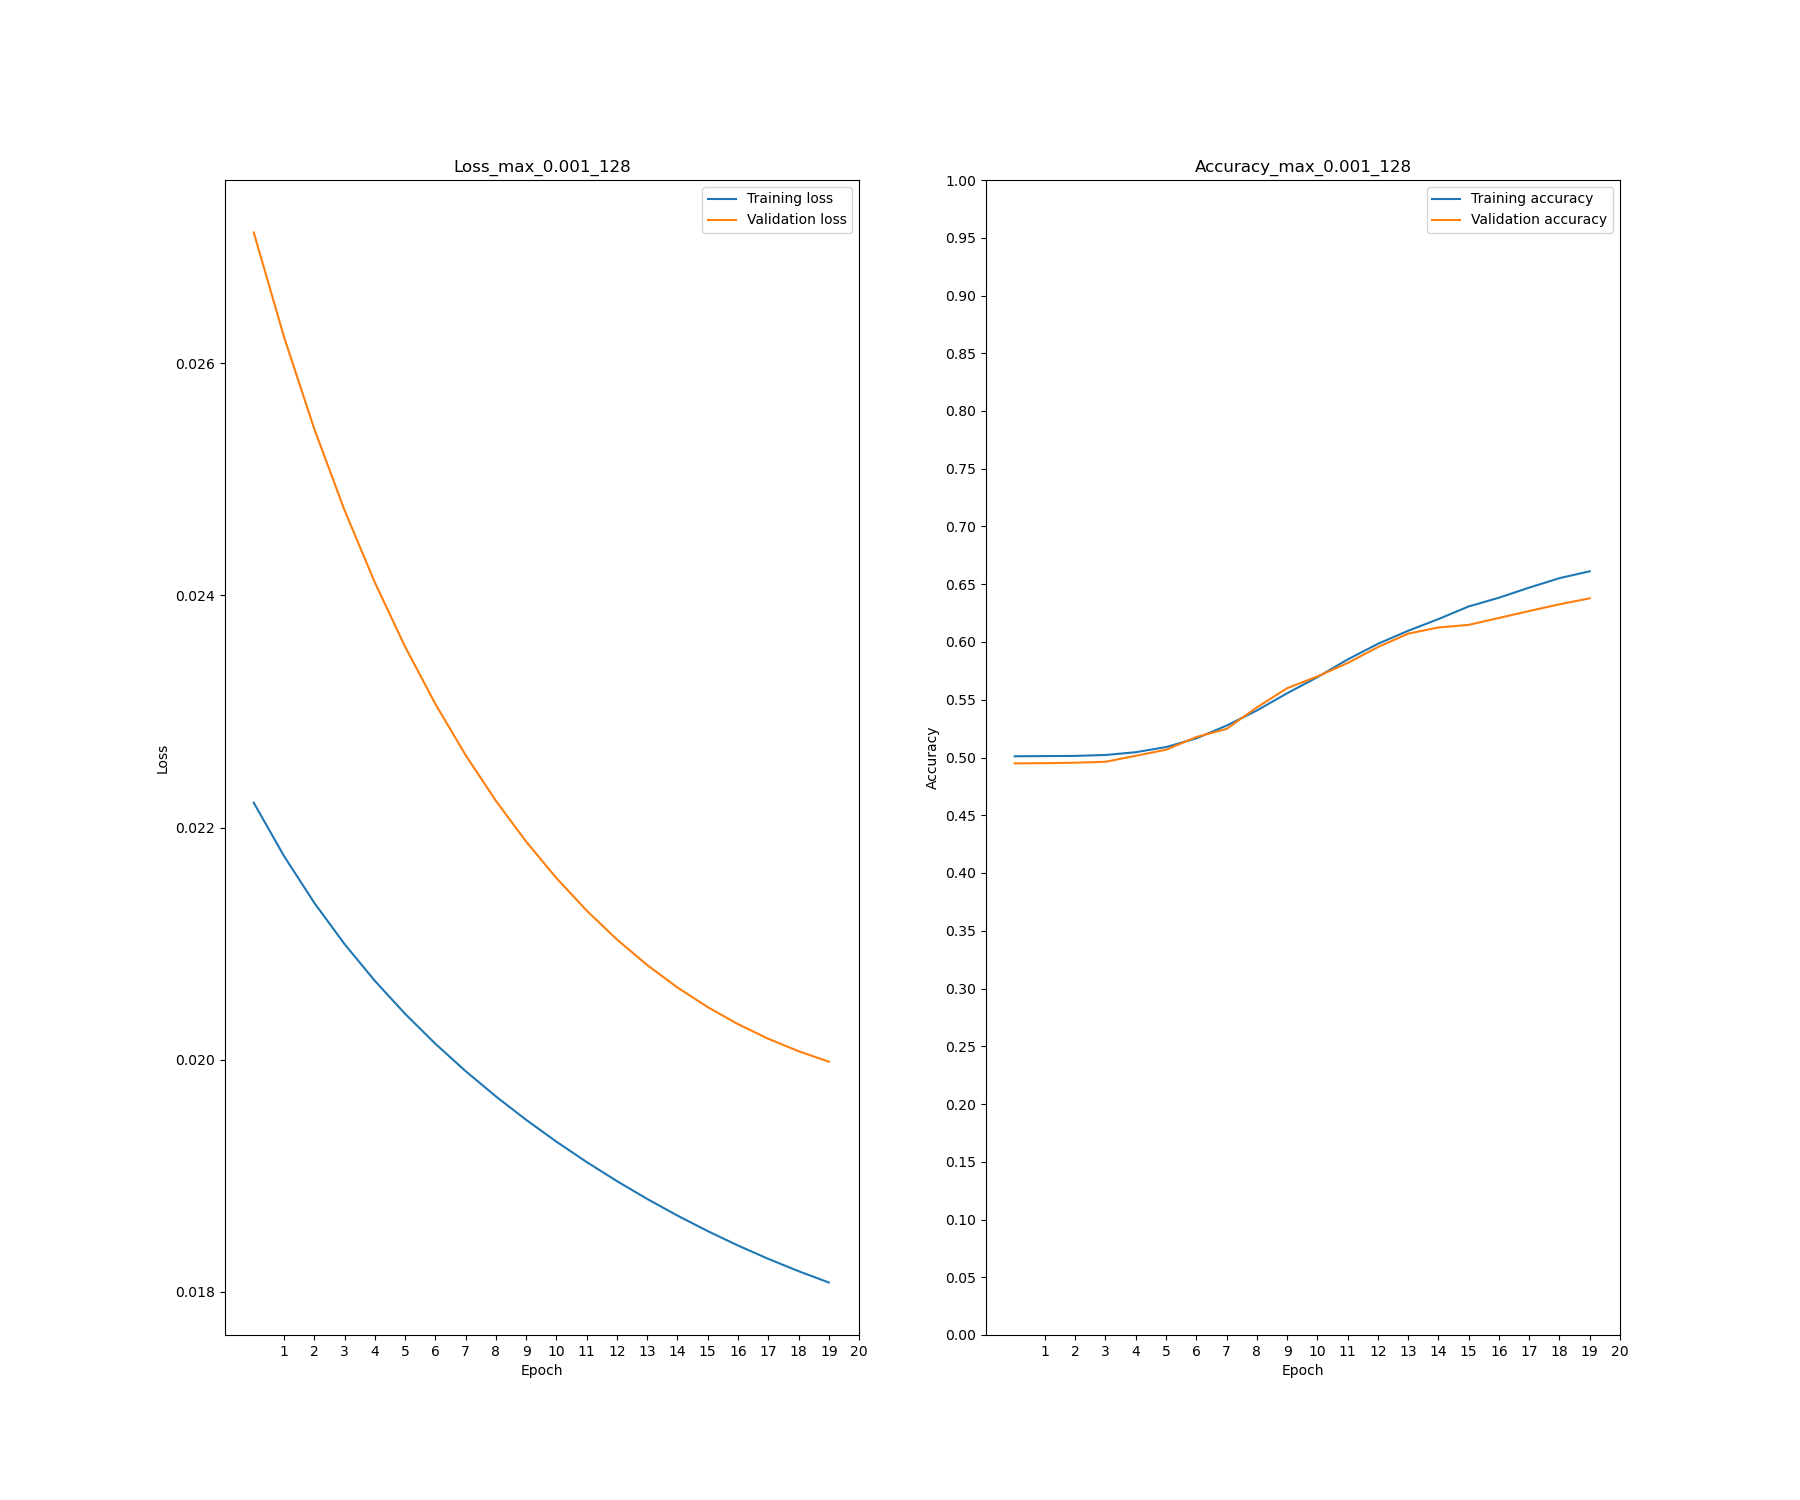 Loss_max_0.001_128
Training loss
Validation loss
0.026
0.024
0.022
0.020
0.018
Loss
1 2 3 4 5 6 7 8 9 10 11 12 13 14 15 16 17 18 19 20
Epoch
Accuracy_max_0.001_128
Training accuracy
Validation accuracy
1.00
0.95
0.90
0.85
0.80
0.75
0.70
0.65
0.60
0.55
0.50
0.45
0.40
0.35
0.30
0.25
0.20
0.15
0.10
0.05
0.00
Accuracy
1 2 3 4 5 6 7 8 9 10 11 12 13 14 15 16 17 18 19 20
Epoch